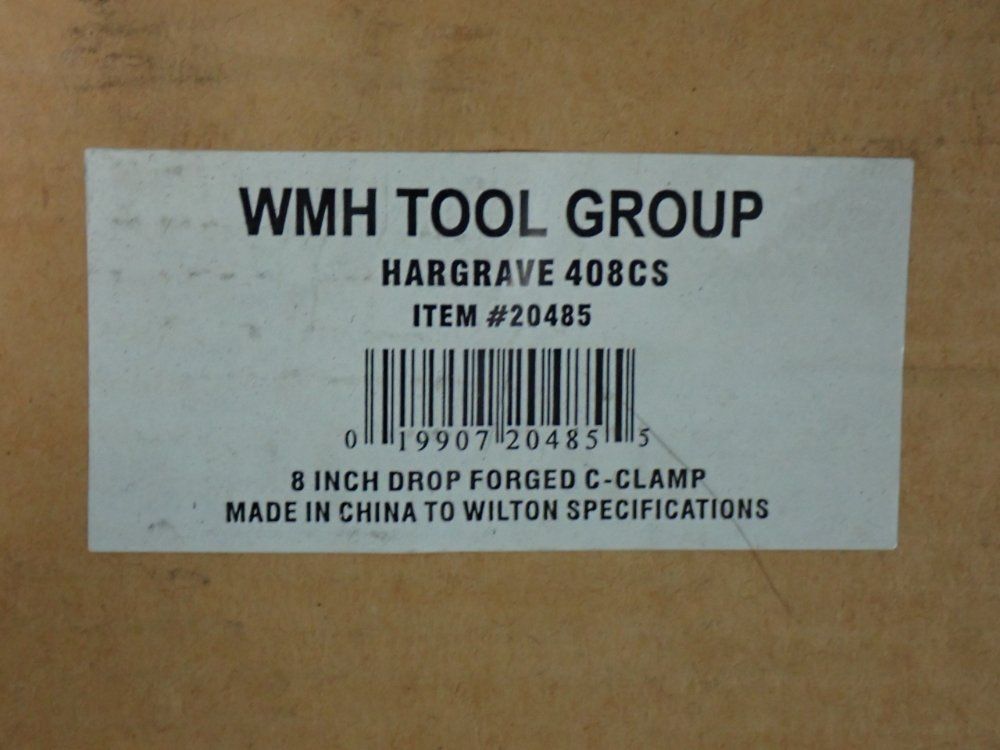 WMH TOOL GROUP
HARGRAVE 408CS
ITEM #20485
0 19907 20485 5
8 INCH DROP FORGED C-CLAMP
MADE IN CHINA TO WILTON SPECIFICATIONS